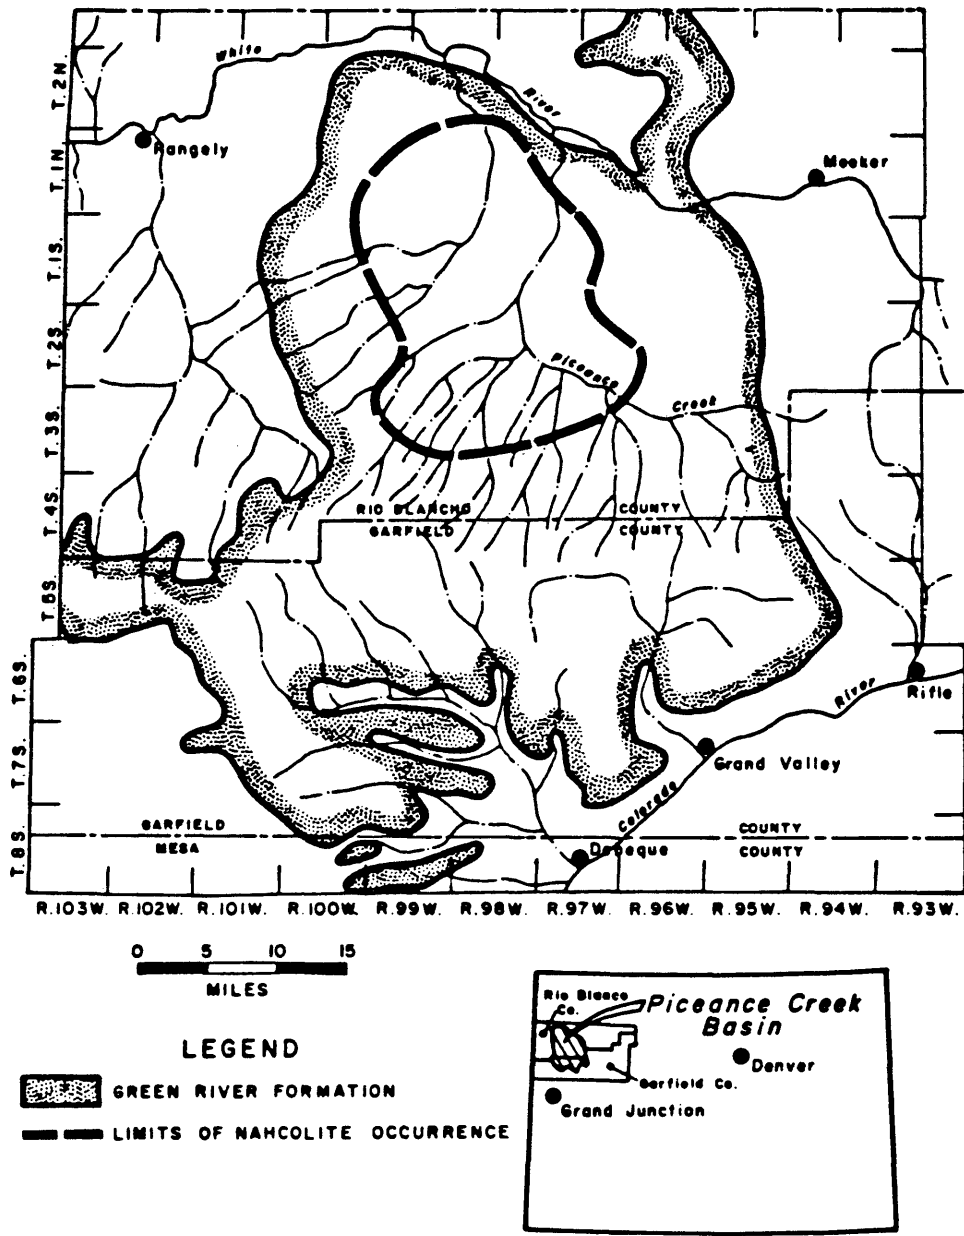 White
River
Rangely
Meeker
T.2N.
T.1N.
T.1S.
T.2S.
T.3S.
T.4S.
T.5S.
T.6S.
T.7S.
T.8S.
Piceance
Creek
RIO BLANCHO COUNTY
GARFIELD COUNTY
Rifle
River
Grand Valley
Colorado
GARFIELD COUNTY
MESA COUNTY
Debeque
R.103W. R.102W. R.101W. R.100W. R.99W. R.98W. R.97W. R.96W. R.95W. R.94W. R.93W.
0 5 10 15
MILES
LEGEND
GREEN RIVER FORMATION
LIMITS OF NAHCOLITE OCCURRENCE
Rio Blanco
Co.
Piceance Creek
Basin
Denver
Garfield Co.
Grand Junction